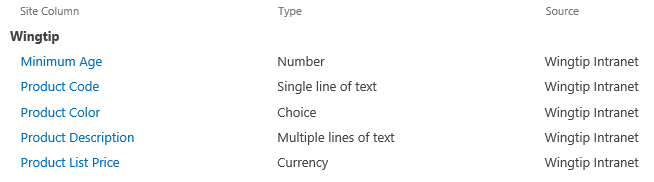 Site Column Type Source
Wingtip
Minimum Age Number Wingtip Intranet
Product Code Single line of text Wingtip Intranet
Product Color Choice Wingtip Intranet
Product Description Multiple lines of text Wingtip Intranet
Product List Price Currency Wingtip Intranet